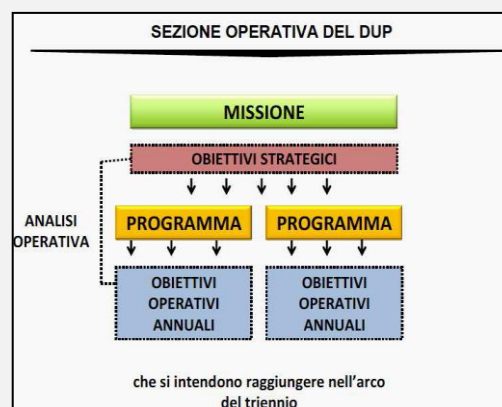 SEZIONE OPERATIVA DEL DUP
MISSIONE
OBIETTIVI STRATEGICI
ANALISI
OPERATIVA
PROGRAMMA
PROGRAMMA
OBIETTIVI
OPERATIVI
ANNUALI
OBIETTIVI
OPERATIVI
ANNUALI
che si intendono raggiungere nell'arco
del triennio